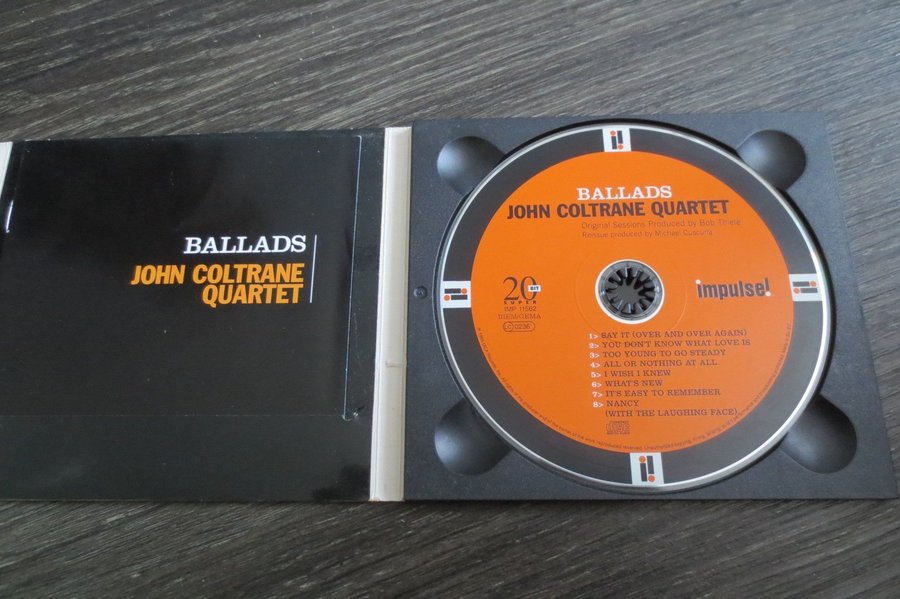 BALLADS
JOHN COLTRANE
QUARTET
BALLADS
JOHN COLTRANE QUARTET
Original Sessions Produced by Bob Thiele
Reissue produced by Michael Cuscuna
20 BIT
SUPER
IMP 11562
BIEM/GEMA
LC 0236
impulse!
1> SAY IT (OVER AND OVER AGAIN)
2> YOU DON'T KNOW WHAT LOVE IS
3> TOO YOUNG TO GO STEADY
4> ALL OR NOTHING AT ALL
5> I WISH I KNEW
6> WHAT'S NEW
7> IT'S EASY TO REMEMBER
8> NANCY
(WITH THE LAUGHING FACE)